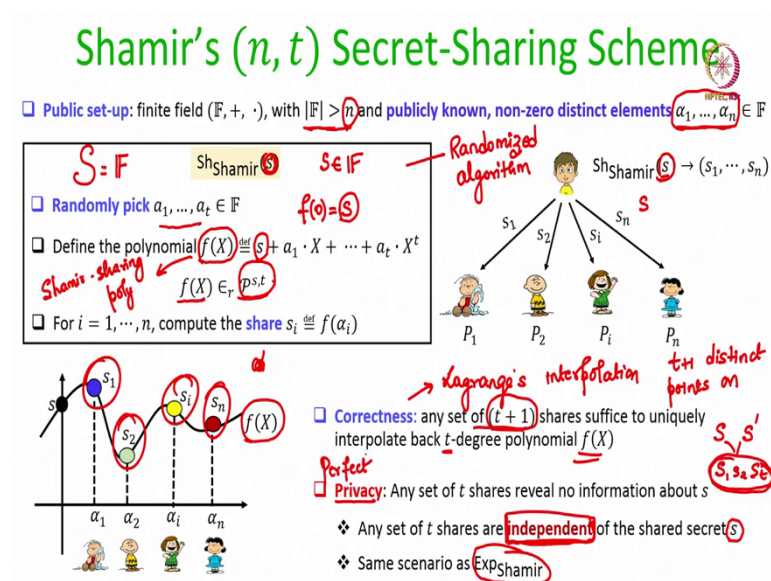 Shamir's (n, t) Secret-Sharing Scheme
NPTEL
❑ Public set-up: finite field (𝔽, +, ·), with |𝔽| > n and publicly known, non-zero distinct elements α₁, …, αₙ ∈ 𝔽
S = 𝔽
Sh_Shamir(s)
s ∈ 𝔽
Randomized
algorithm
Sh_Shamir(s) → (s₁, ⋯, sₙ)
s
❑ Randomly pick a₁, …, aₜ ∈ 𝔽
f(0) = s
❑ Define the polynomial f(X) ≝ s + a₁ · X + ⋯ + aₜ · Xᵗ
Shamir-sharing
poly
f(X) ∈ᵣ 𝒫^{s,t}
❑ For i = 1, ⋯, n, compute the share sᵢ ≝ f(αᵢ)
s₁
s₂
sᵢ
sₙ
P₁
P₂
Pᵢ
Pₙ
s
s₁
s₂
sᵢ
sₙ
f(X)
α₁
α₂
αᵢ
αₙ
Lagrange's interpolation
t+1 distinct
points on
❑ Correctness: any set of (t + 1) shares suffice to uniquely
interpolate back t-degree polynomial f(X)
s s'
s₁ s₂ sₜ
Perfect
❑ Privacy: Any set of t shares reveal no information about s
❖ Any set of t shares are independent of the shared secret s
❖ Same scenario as Exp_Shamir